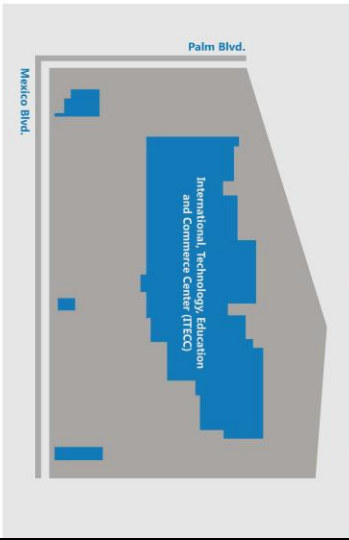 Palm Blvd.
Mexico Blvd.
International, Technology, Education
and Commerce Center (ITECC)